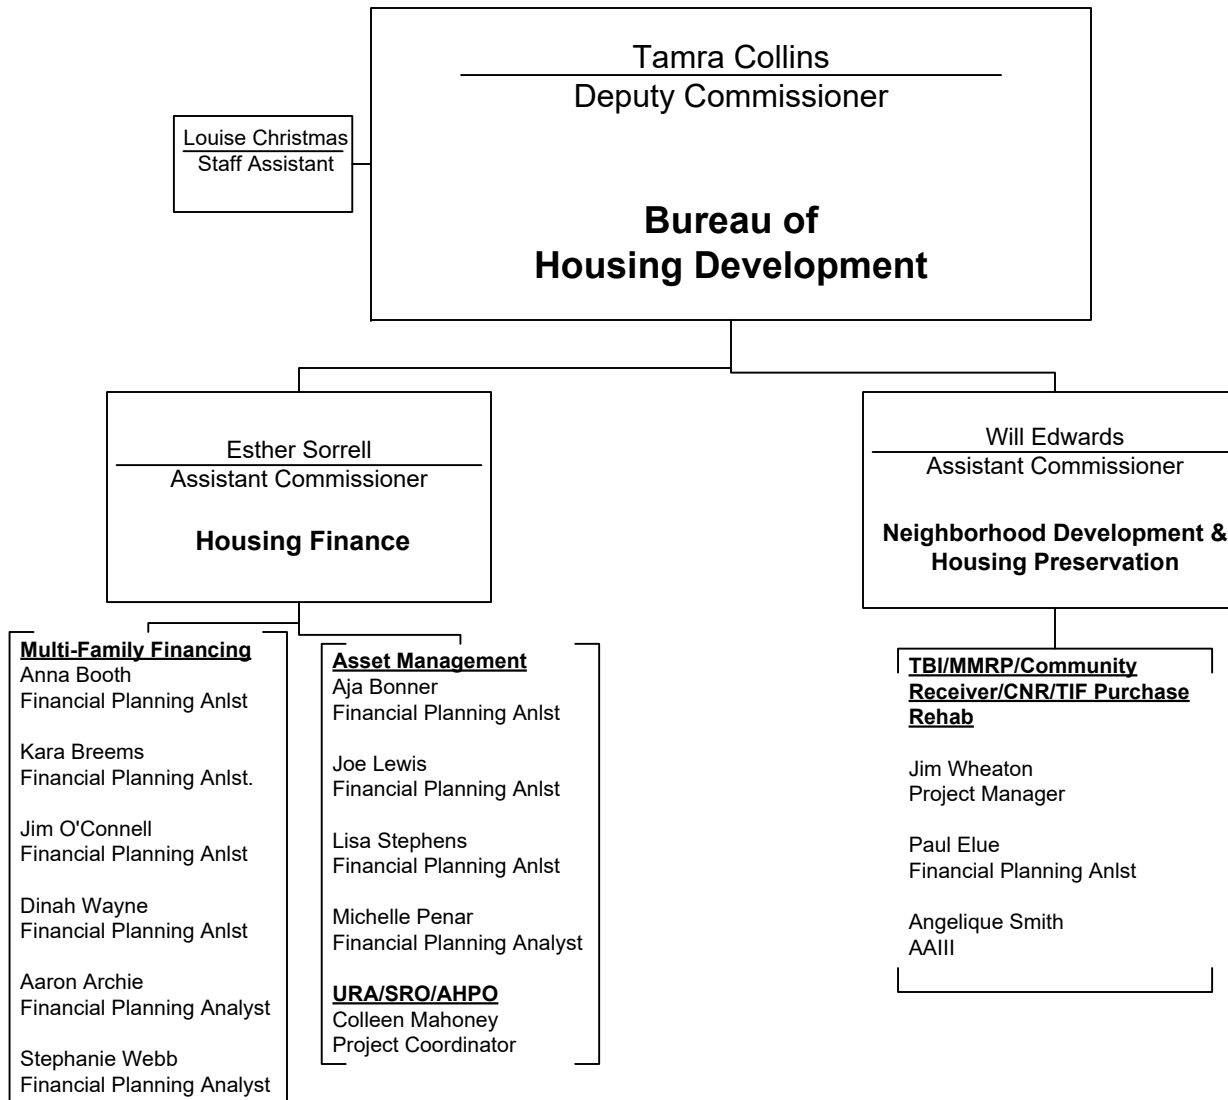 Tamra Collins
Deputy Commissioner
Louise Christmas
Staff Assistant
Bureau of
Housing Development
Esther Sorrell
Assistant Commissioner
Housing Finance
Will Edwards
Assistant Commissioner
Neighborhood Development &
Housing Preservation
Multi-Family Financing
Anna Booth
Financial Planning Anlst
Kara Breems
Financial Planning Anlst.
Jim O'Connell
Financial Planning Anlst
Dinah Wayne
Financial Planning Anlst
Aaron Archie
Financial Planning Analyst
Stephanie Webb
Financial Planning Analyst
Asset Management
Aja Bonner
Financial Planning Anlst
Joe Lewis
Financial Planning Anlst
Lisa Stephens
Financial Planning Anlst
Michelle Penar
Financial Planning Analyst
URA/SRO/AHPO
Colleen Mahoney
Project Coordinator
TBI/MMRP/Community
Receiver/CNR/TIF Purchase
Rehab
Jim Wheaton
Project Manager
Paul Elue
Financial Planning Anlst
Angelique Smith
AAIII